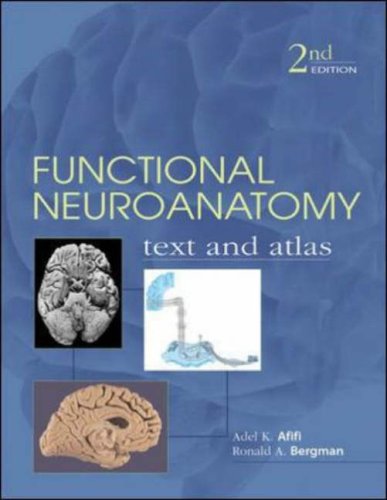 2nd
EDITION
FUNCTIONAL
NEUROANATOMY
text and atlas
Adel K. Afifi
Ronald A. Bergman